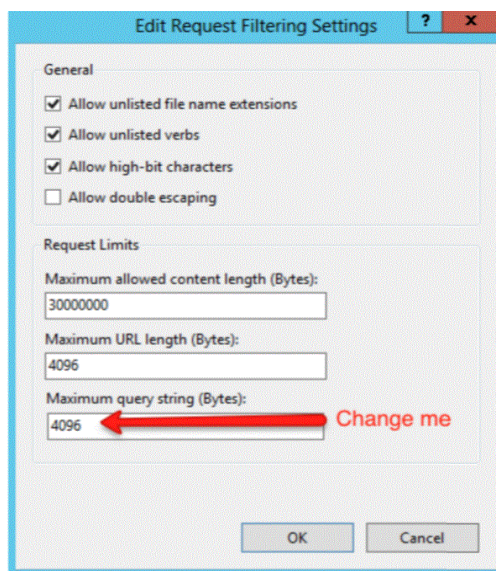 Edit Request Filtering Settings
?
x
General
Allow unlisted file name extensions
Allow unlisted verbs
Allow high-bit characters
Allow double escaping
Request Limits
Maximum allowed content length (Bytes):
30000000
Maximum URL length (Bytes):
4096
Maximum query string (Bytes):
4096 Change me
OK Cancel